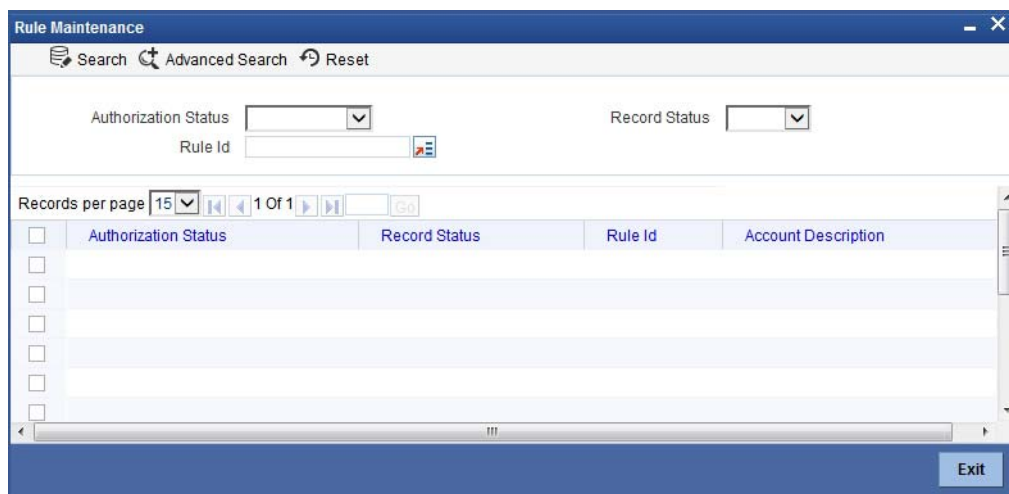 Rule Maintenance
Search Advanced Search Reset
Authorization Status Record Status
Rule Id
Records per page 15 1 Of 1 Go
Authorization Status Record Status Rule Id Account Description
Exit